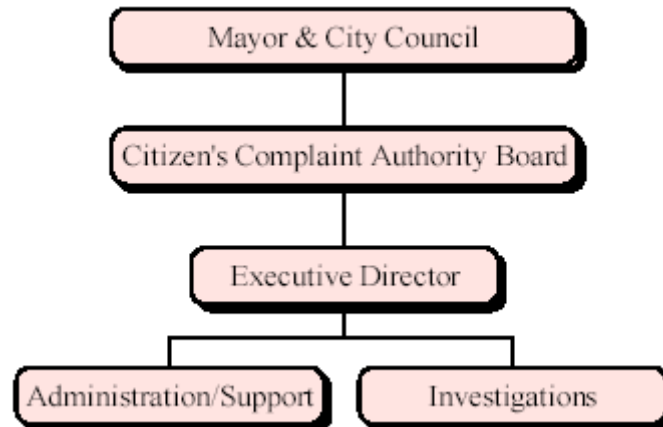 Mayor & City Council
Citizen's Complaint Authority Board
Executive Director
Administration/Support
Investigations